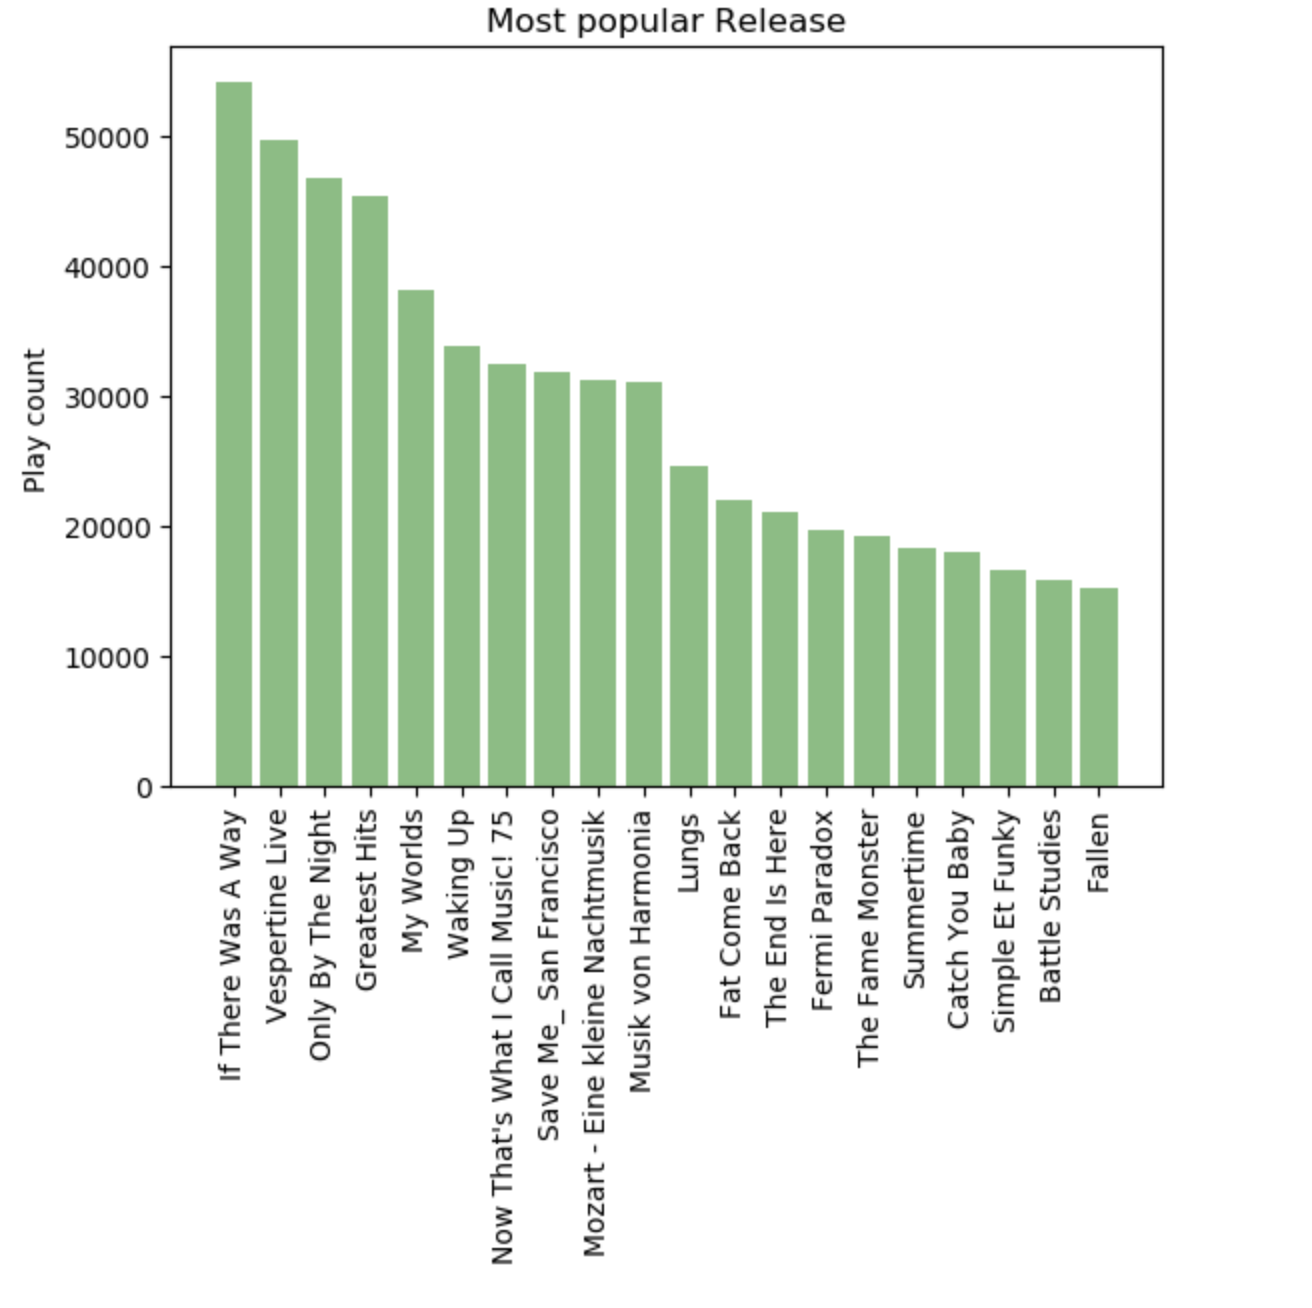 Most popular Release
Play count
50000
40000
30000
20000
10000
0
If There Was A Way
Vespertine Live
Only By The Night
Greatest Hits
My Worlds
Waking Up
Now That's What I Call Music! 75
Save Me_ San Francisco
Mozart - Eine kleine Nachtmusik
Musik von Harmonia
Lungs
Fat Come Back
The End Is Here
Fermi Paradox
The Fame Monster
Summertime
Catch You Baby
Simple Et Funky
Battle Studies
Fallen